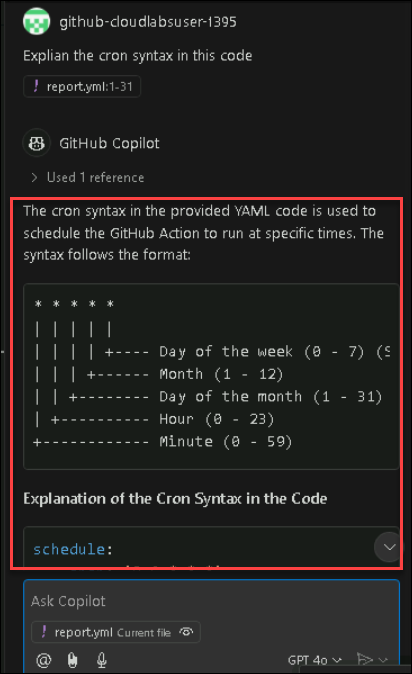 github-cloudlabsuser-1395
Explian the cron syntax in this code
! report.yml:1-31
GitHub Copilot
> Used 1 reference
The cron syntax in the provided YAML code is used to
schedule the GitHub Action to run at specific times. The
syntax follows the format:
* * * * *
| | | | |
| | | | +---- Day of the week (0 - 7) (S
| | | +------ Month (1 - 12)
| | +-------- Day of the month (1 - 31)
| +---------- Hour (0 - 23)
+------------ Minute (0 - 59)
Explanation of the Cron Syntax in the Code
schedule:
Ask Copilot
! report.yml Current file
@
GPT 4o